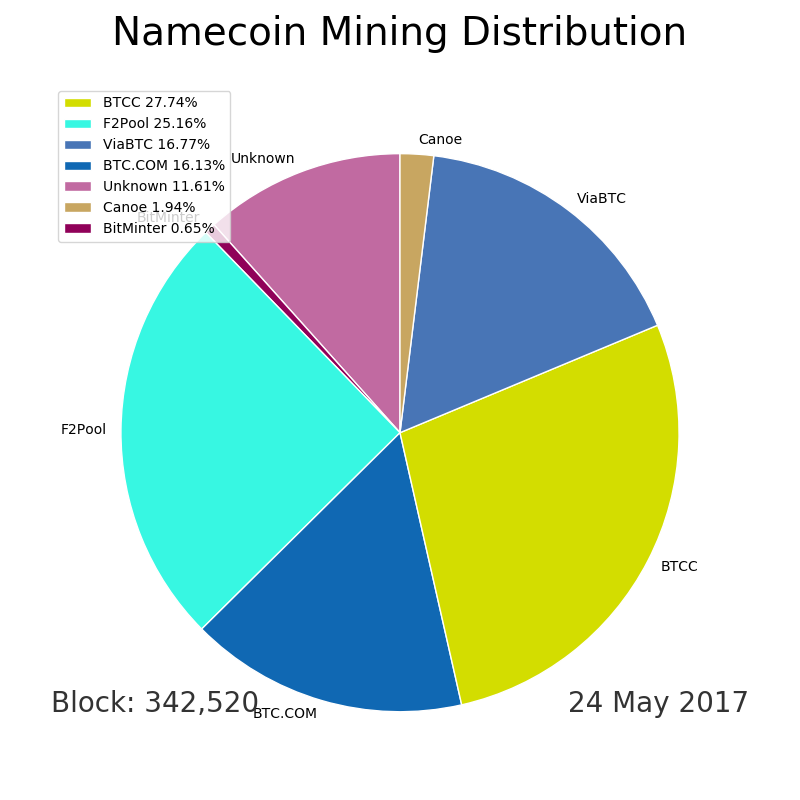 Namecoin Mining Distribution
BTCC 27.74%
F2Pool 25.16%
ViaBTC 16.77%
BTC.COM 16.13%
Unknown 11.61%
Canoe 1.94%
BitMinter 0.65%
Canoe
Unknown
ViaBTC
BitMinter
F2Pool
BTCC
BTC.COM
Block: 342,520
24 May 2017